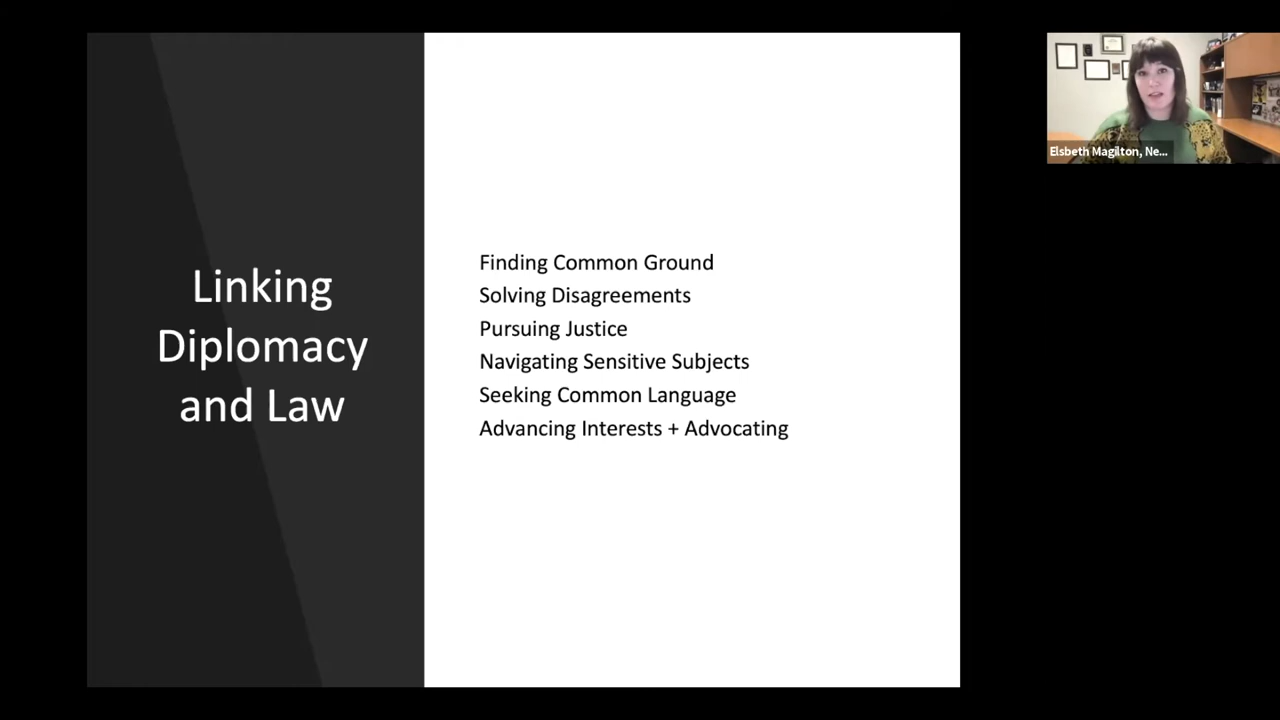 Linking
Diplomacy
and Law
Finding Common Ground
Solving Disagreements
Pursuing Justice
Navigating Sensitive Subjects
Seeking Common Language
Advancing Interests + Advocating
Elsbeth Magilton, Ne...